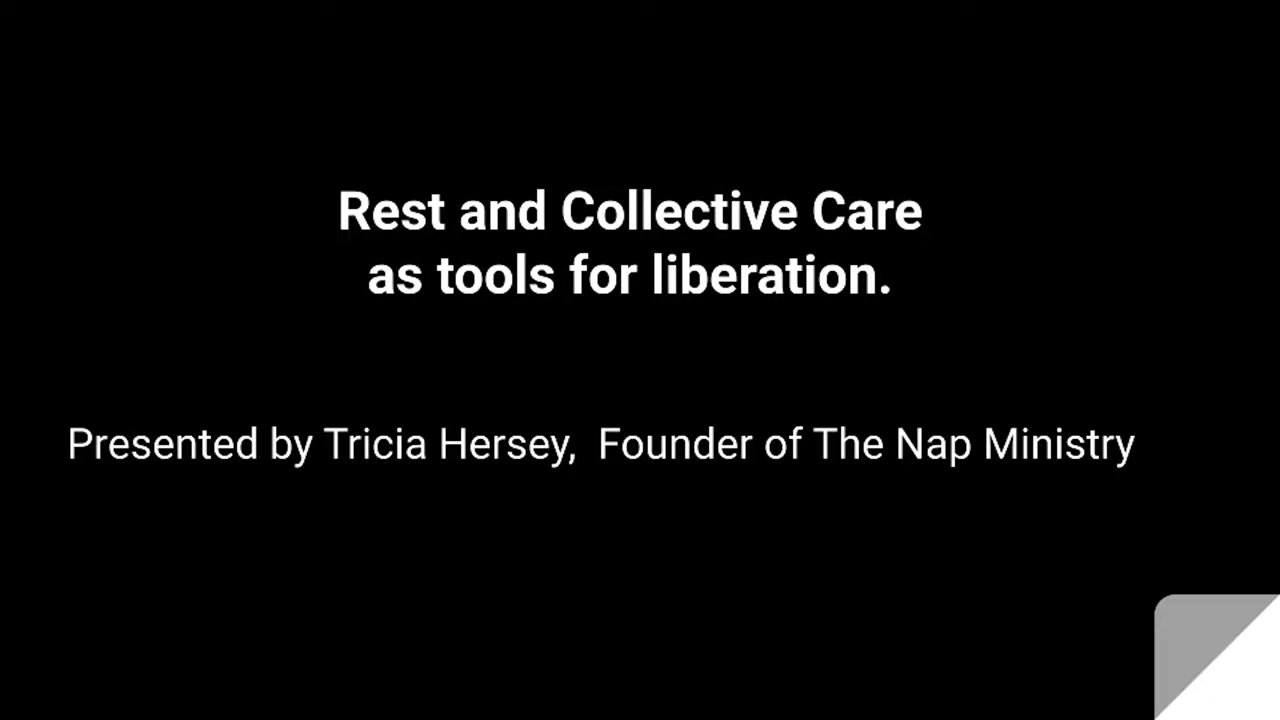 Rest and Collective Care
as tools for liberation.
Presented by Tricia Hersey,  Founder of The Nap Ministry